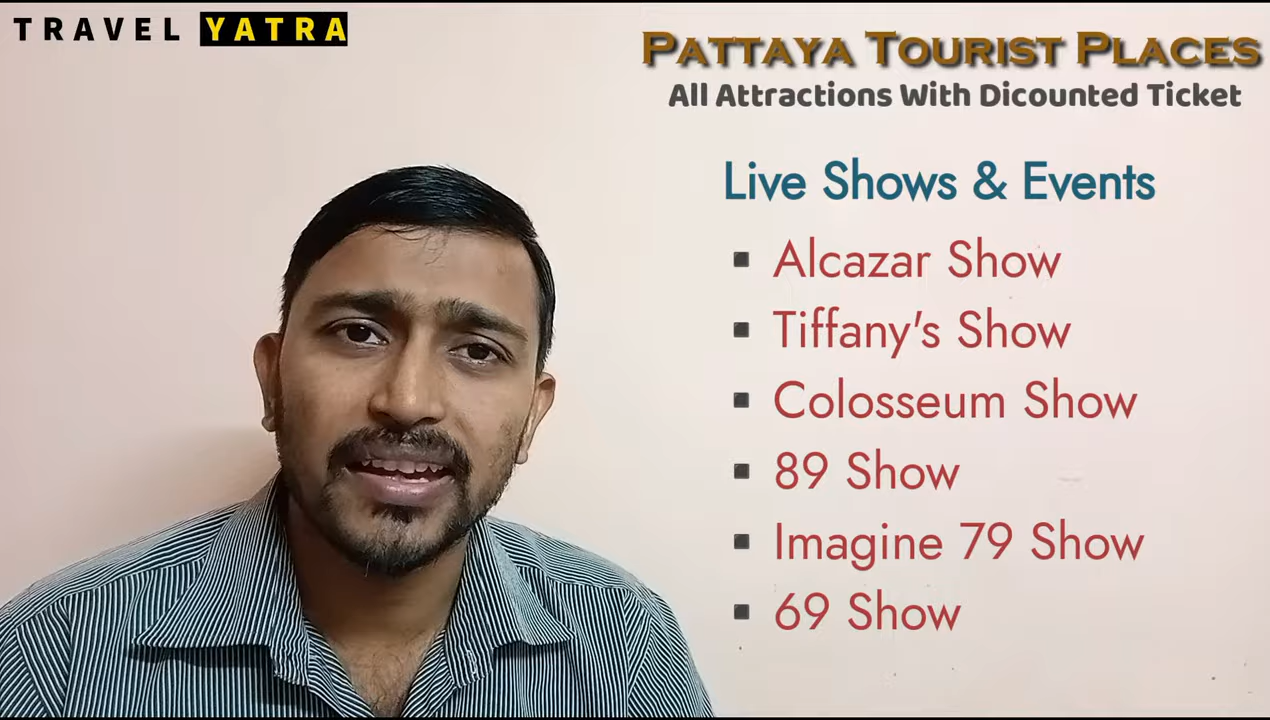 TRAVEL YATRA
PATTAYA TOURIST PLACES
All Attractions With Dicounted Ticket
Live Shows & Events
▪ Alcazar Show
▪ Tiffany's Show
▪ Colosseum Show
▪ 89 Show
▪ Imagine 79 Show
▪ 69 Show